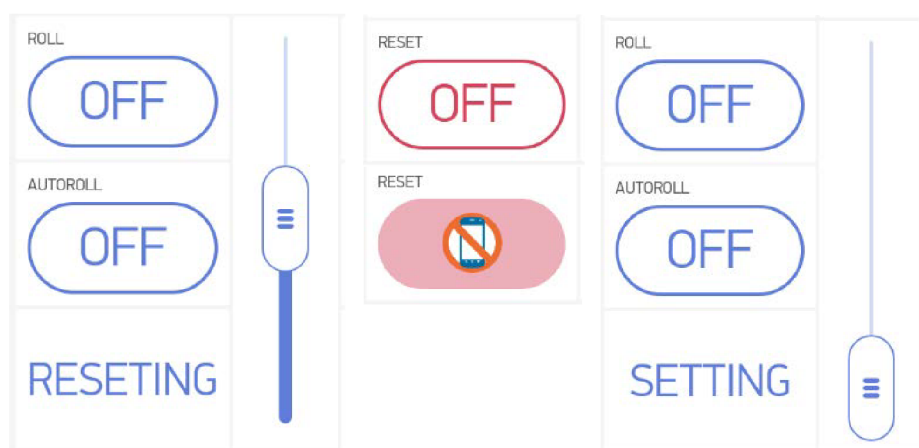 ROLL
OFF
AUTOROLL
OFF
RESETING
RESET
OFF
RESET
ROLL
OFF
AUTOROLL
OFF
SETTING